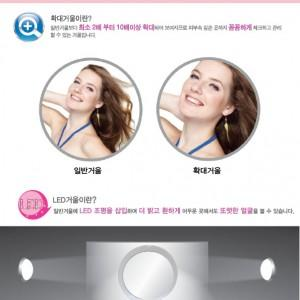 확대거울이란?
일반거울보다 최소 2배 부터 10배이상 확대되어 보여지므로 피부속 깊은 곳까지 꼼꼼하게 체크하고 관리
할 수 있는 거울입니다.
일반거울
확대거울
LED
LED거울이란?
일반거울에 LED 조명을 삽입하여 더 밝고 환하게 어두운 곳에서도 또렷한 얼굴을 볼 수 있습니다.